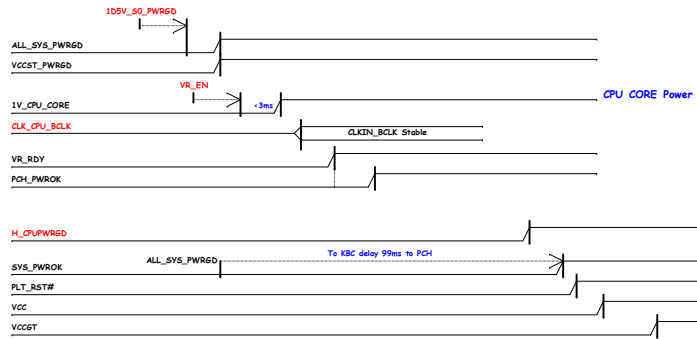 1D5V_S0_PWRGD
ALL_SYS_PWRGD
VCCST_PWRGD
VR_EN
1V_CPU_CORE
<3ms
CPU CORE Power
CLK_CPU_BCLK
CLKIN_BCLK Stable
VR_RDY
PCH_PWROK
H_CPUPWRGD
ALL_SYS_PWRGD
To KBC delay 99ms to PCH
SYS_PWROK
PLT_RST#
VCC
VCCGT